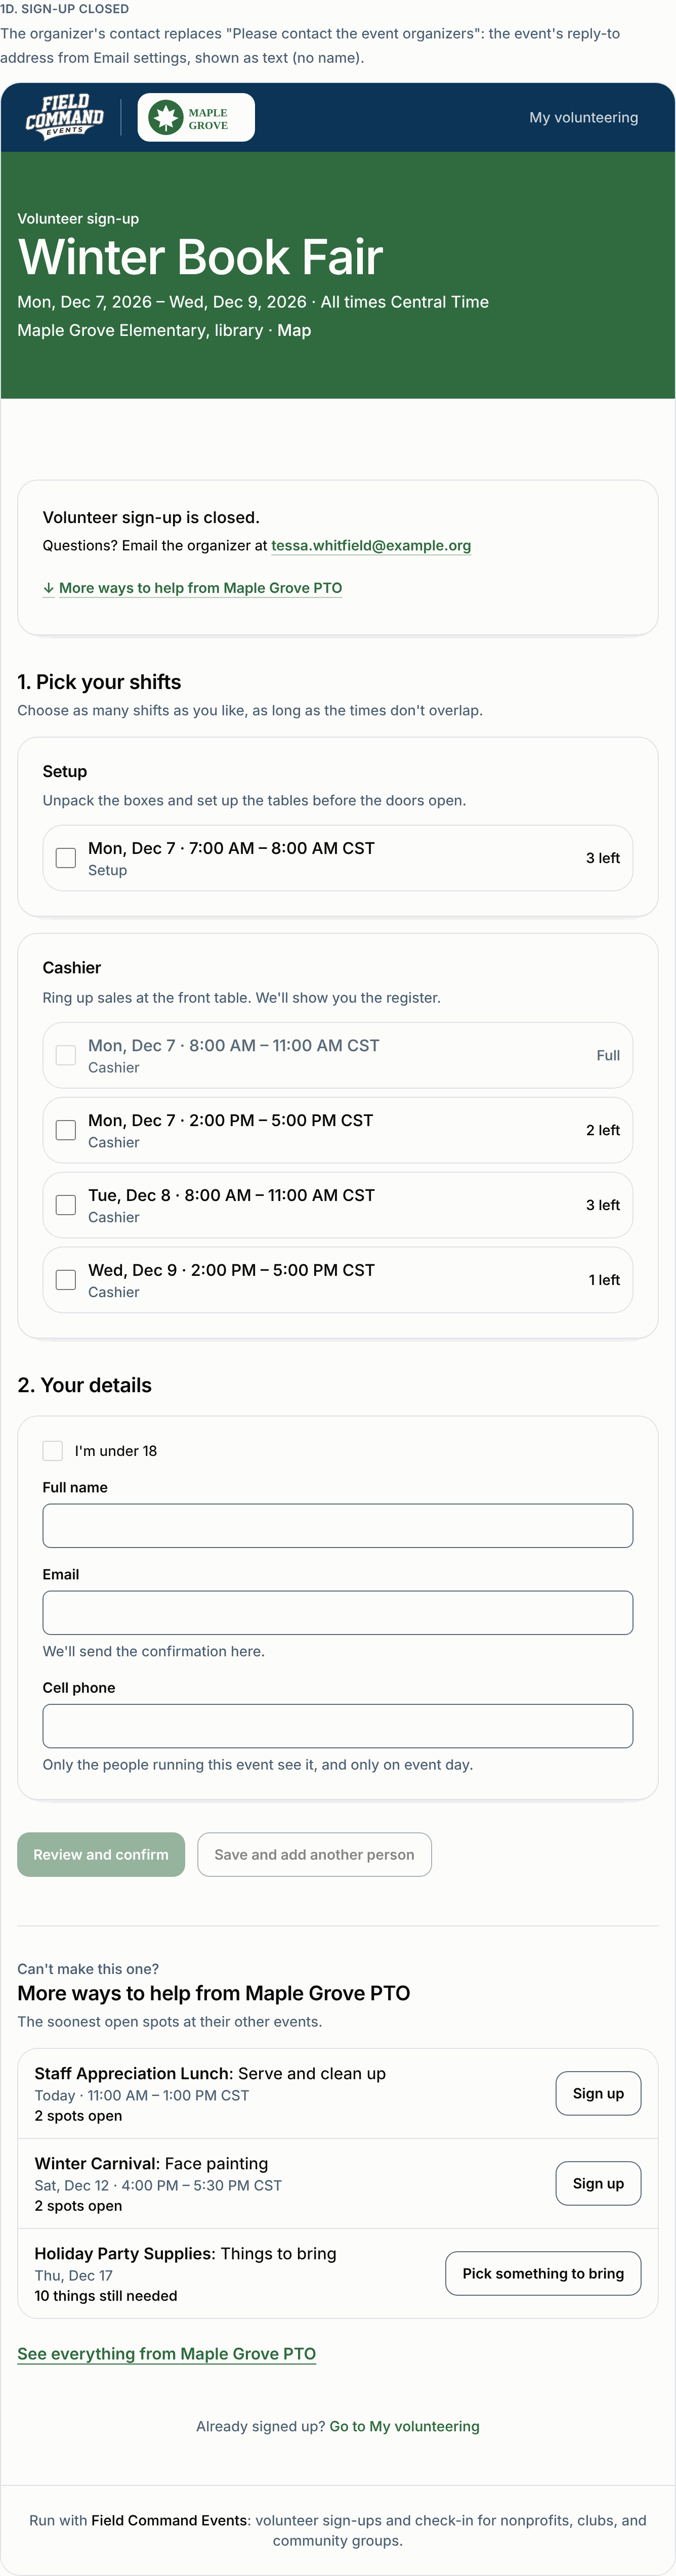 1D. SIGN-UP CLOSED
The organizer's contact replaces "Please contact the event organizers": the event's reply-to
address from Email settings, shown as text (no name).
FIELD
COMMAND
EVENTS
MAPLE
GROVE
My volunteering
Volunteer sign-up
Winter Book Fair
Mon, Dec 7, 2026 – Wed, Dec 9, 2026 · All times Central Time
Maple Grove Elementary, library · Map
Volunteer sign-up is closed.
Questions? Email the organizer at tessa.whitfield@example.org
↓ More ways to help from Maple Grove PTO
1. Pick your shifts
Choose as many shifts as you like, as long as the times don't overlap.
Setup
Unpack the boxes and set up the tables before the doors open.
Mon, Dec 7 · 7:00 AM – 8:00 AM CST
Setup
3 left
Cashier
Ring up sales at the front table. We'll show you the register.
Mon, Dec 7 · 8:00 AM – 11:00 AM CST
Cashier
Full
Mon, Dec 7 · 2:00 PM – 5:00 PM CST
Cashier
2 left
Tue, Dec 8 · 8:00 AM – 11:00 AM CST
Cashier
3 left
Wed, Dec 9 · 2:00 PM – 5:00 PM CST
Cashier
1 left
2. Your details
I'm under 18
Full name
Email
We'll send the confirmation here.
Cell phone
Only the people running this event see it, and only on event day.
Review and confirm
Save and add another person
Can't make this one?
More ways to help from Maple Grove PTO
The soonest open spots at their other events.
Staff Appreciation Lunch: Serve and clean up
Today · 11:00 AM – 1:00 PM CST
2 spots open
Sign up
Winter Carnival: Face painting
Sat, Dec 12 · 4:00 PM – 5:30 PM CST
2 spots open
Sign up
Holiday Party Supplies: Things to bring
Thu, Dec 17
10 things still needed
Pick something to bring
See everything from Maple Grove PTO
Already signed up? Go to My volunteering
Run with Field Command Events: volunteer sign-ups and check-in for nonprofits, clubs, and
community groups.